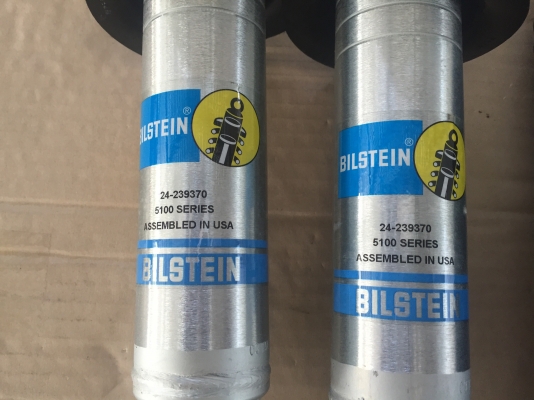 BILSTEIN
24-239370
5100 SERIES
ASSEMBLED IN USA
BILSTEIN
BILSTEIN
24-239370
5100 SERIES
ASSEMBLED IN USA
BILSTEIN